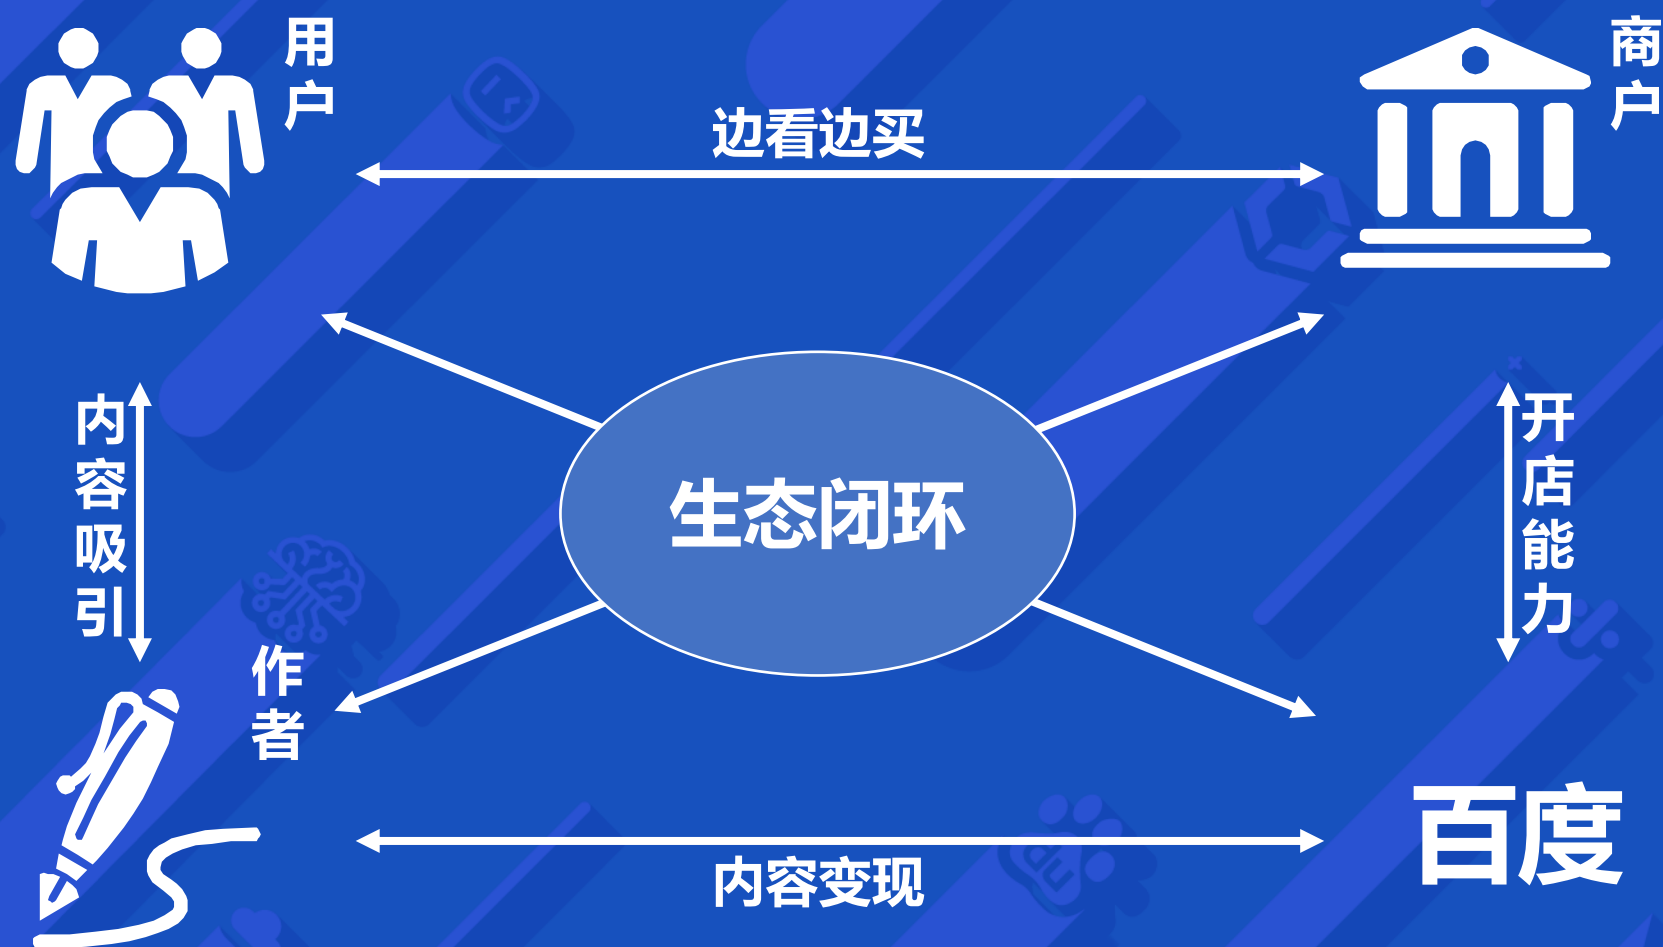 用户
商户
边看边买
内容吸引
开店能力
生态闭环
作者
百度
内容变现